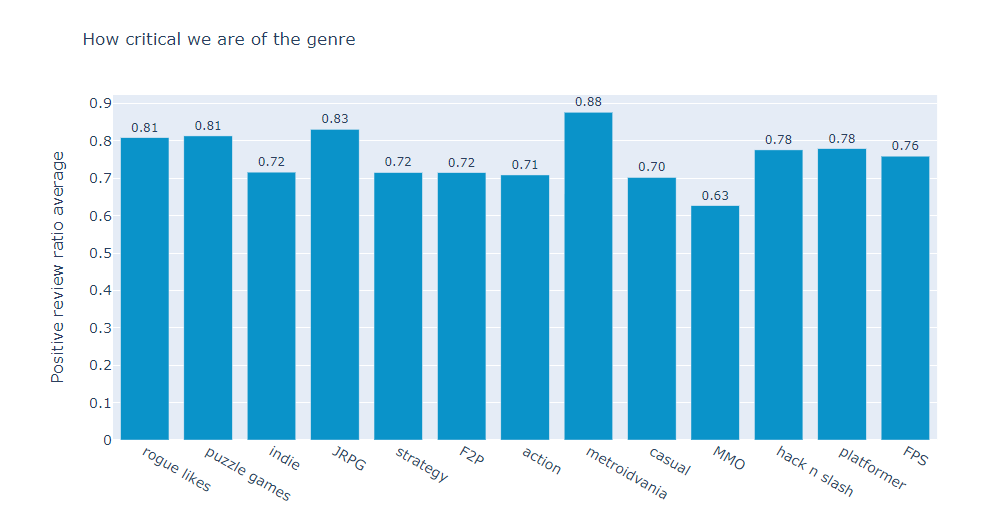 How critical we are of the genre
Positive review ratio average
0.9
0.8
0.7
0.6
0.5
0.4
0.3
0.2
0.1
0
0.81
0.81
0.72
0.83
0.72
0.72
0.71
0.88
0.70
0.63
0.78
0.78
0.76
rogue likes
puzzle games
indie
JRPG
strategy
F2P
action
metroidvania
casual
MMO
hack n slash
platformer
FPS